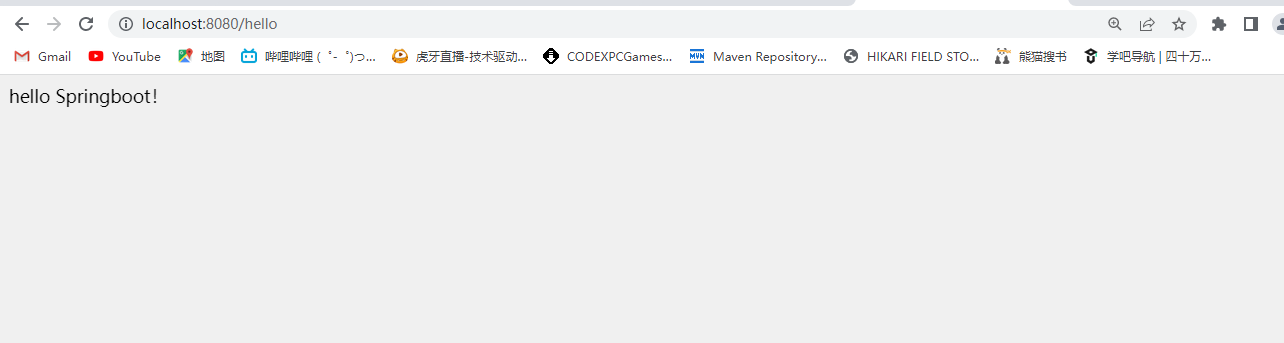 localhost:8080/hello
Gmail YouTube 地图 哔哩哔哩 ( ゜- ゜)つ... 虎牙直播-技术驱动... CODEXPCGames... Maven Repository... HIKARI FIELD STO... 熊猫搜书 学吧导航 | 四十万...
hello Springboot!